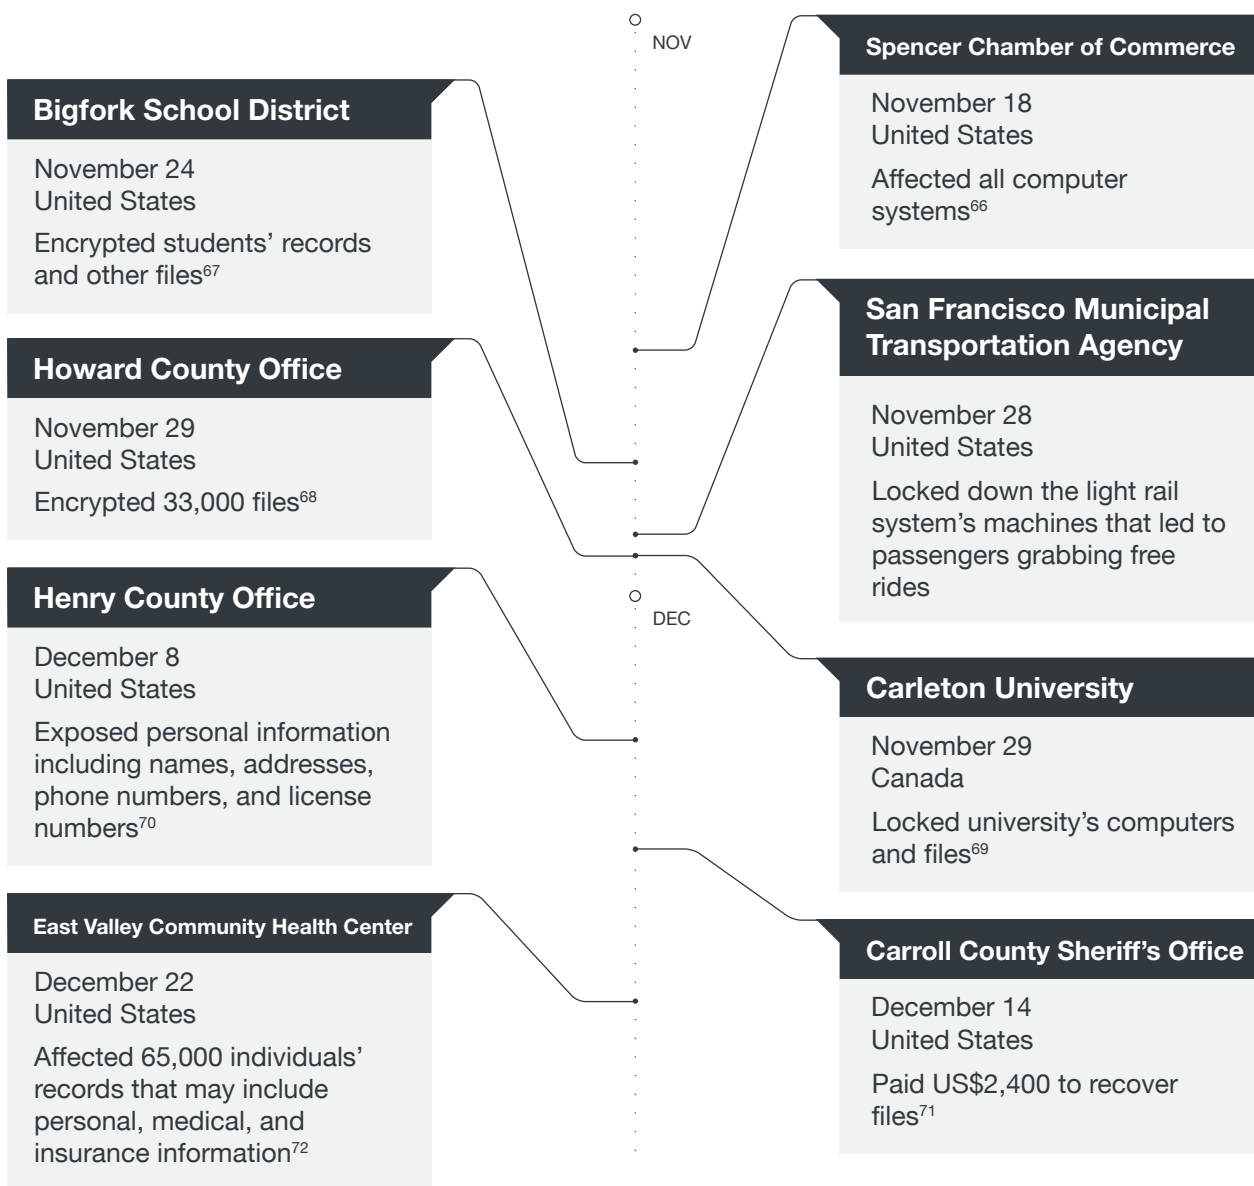 NOV
Spencer Chamber of Commerce
November 18
United States
Affected all computer
systems66
Bigfork School District
November 24
United States
Encrypted students’ records
and other files67
San Francisco Municipal
Transportation Agency
November 28
United States
Locked down the light rail
system’s machines that led to
passengers grabbing free
rides
Howard County Office
November 29
United States
Encrypted 33,000 files68
Carleton University
November 29
Canada
Locked university’s computers
and files69
DEC
Henry County Office
December 8
United States
Exposed personal information
including names, addresses,
phone numbers, and license
numbers70
Carroll County Sheriff’s Office
December 14
United States
Paid US$2,400 to recover
files71
East Valley Community Health Center
December 22
United States
Affected 65,000 individuals’
records that may include
personal, medical, and
insurance information72